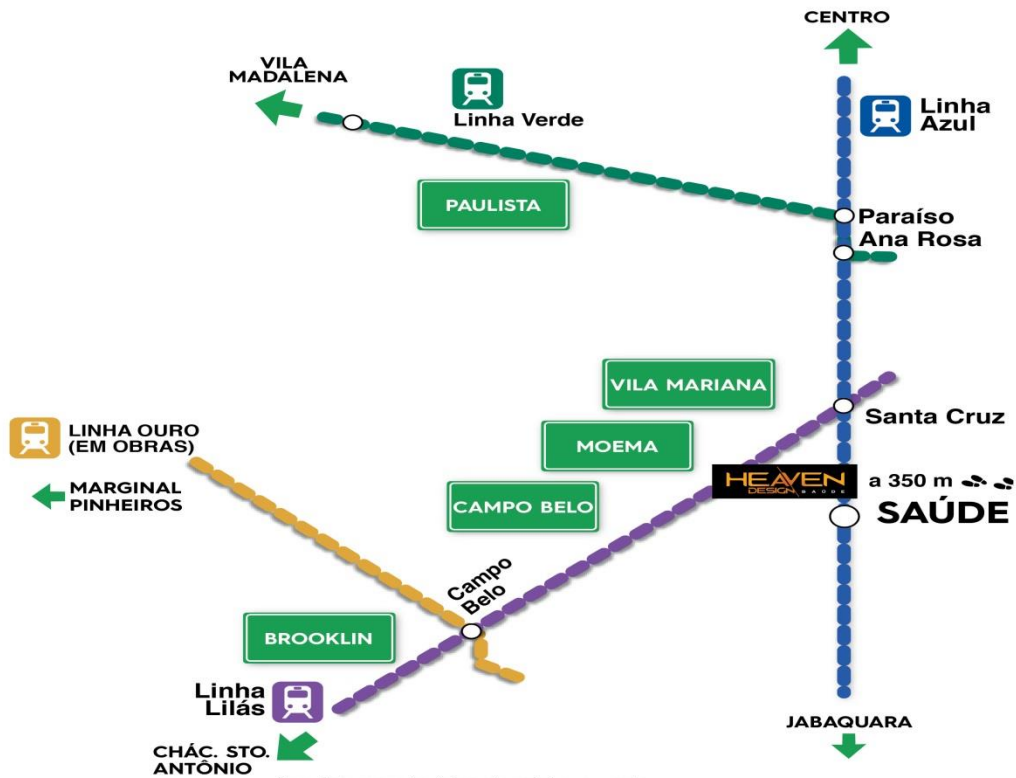 CENTRO
VILA
MADALENA
Linha Verde
Linha
Azul
PAULISTA
Paraíso
Ana Rosa
VILA MARIANA
Santa Cruz
MOEMA
LINHA OURO
(EM OBRAS)
MARGINAL
PINHEIROS
HEAVEN
DESIGN SAÚDE
a 350 m
SAÚDE
CAMPO BELO
Campo
Belo
BROOKLIN
Linha
Lilás
JABAQUARA
CHÁC. STO.
ANTÔNIO